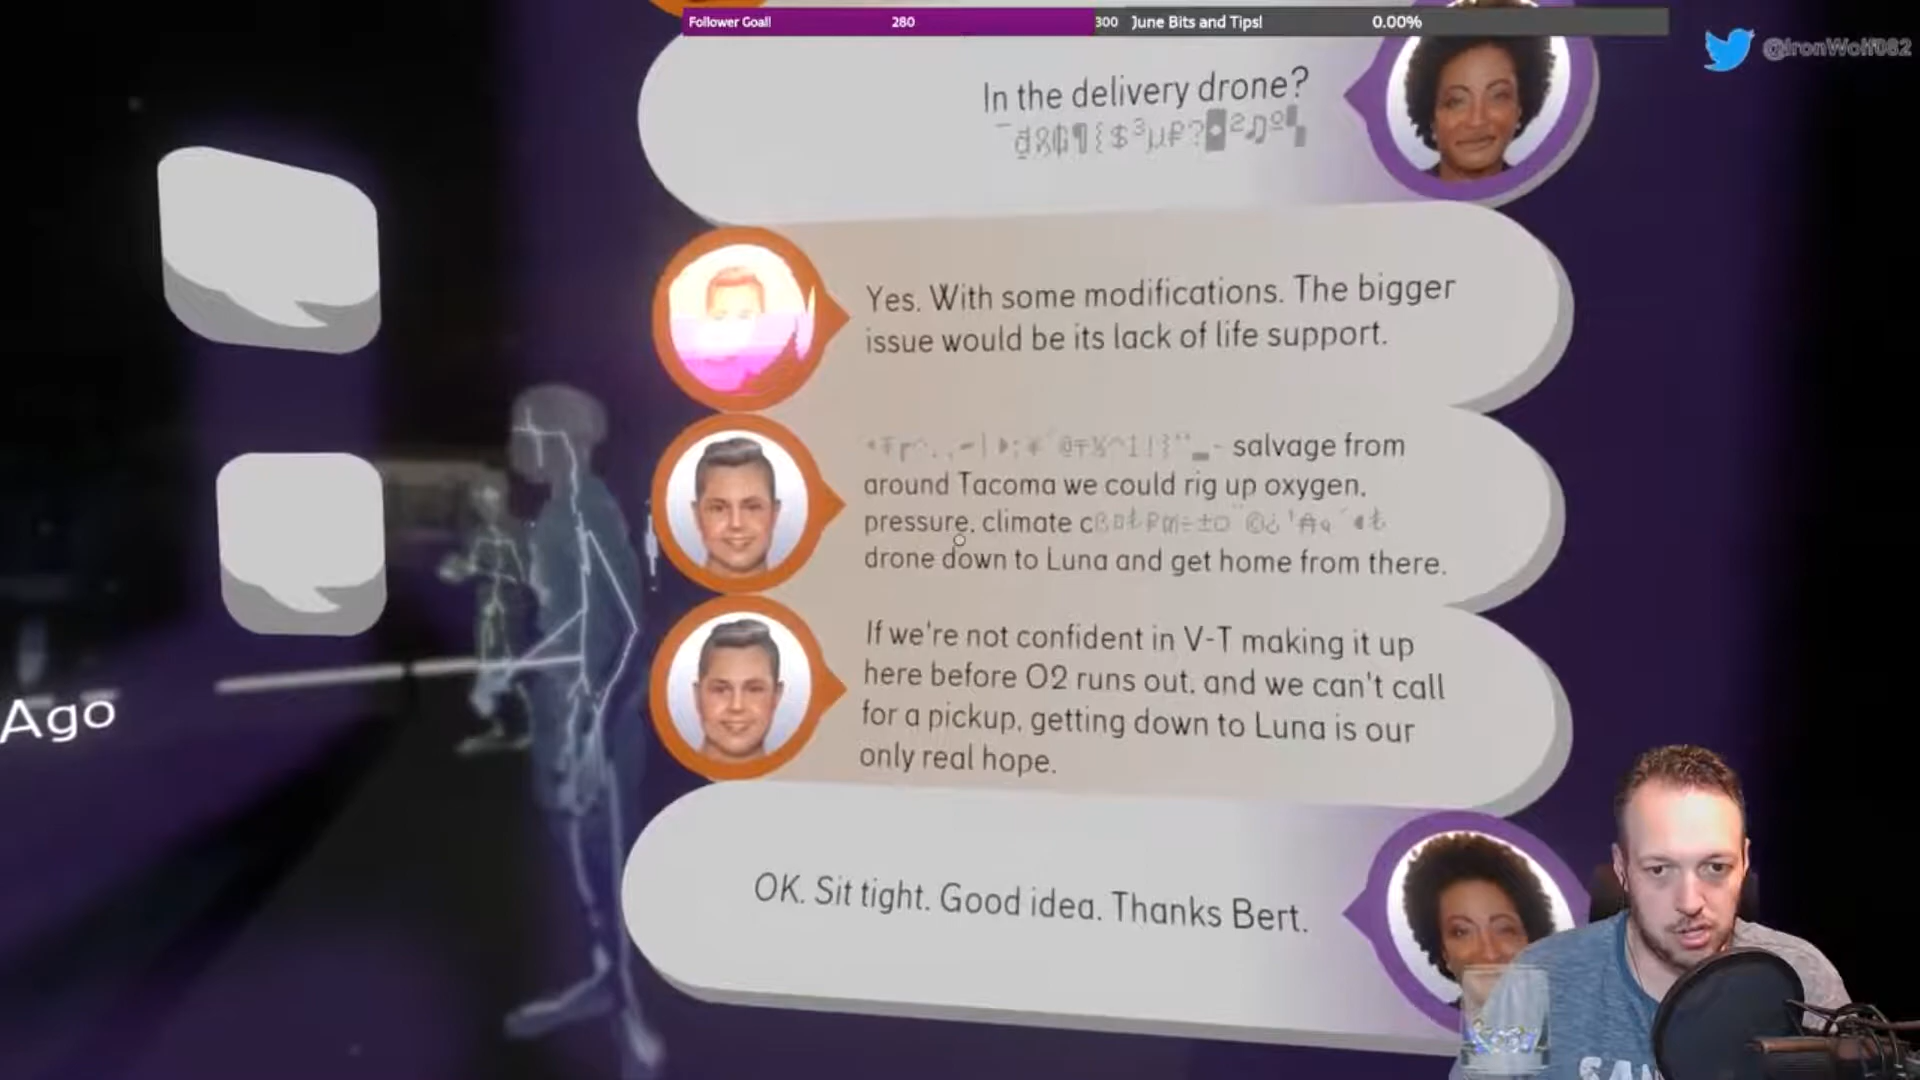 Follower Goal! 280 300 June Bits and Tips! 0.00%
@IronWolf082
In the delivery drone?
Yes. With some modifications. The bigger
issue would be its lack of life support.
salvage from
around Tacoma we could rig up oxygen,
pressure, climate c
drone down to Luna and get home from there.
If we're not confident in V-T making it up
here before O2 runs out, and we can't call
for a pickup, getting down to Luna is our
only real hope.
Ago
OK. Sit tight. Good idea. Thanks Bert.